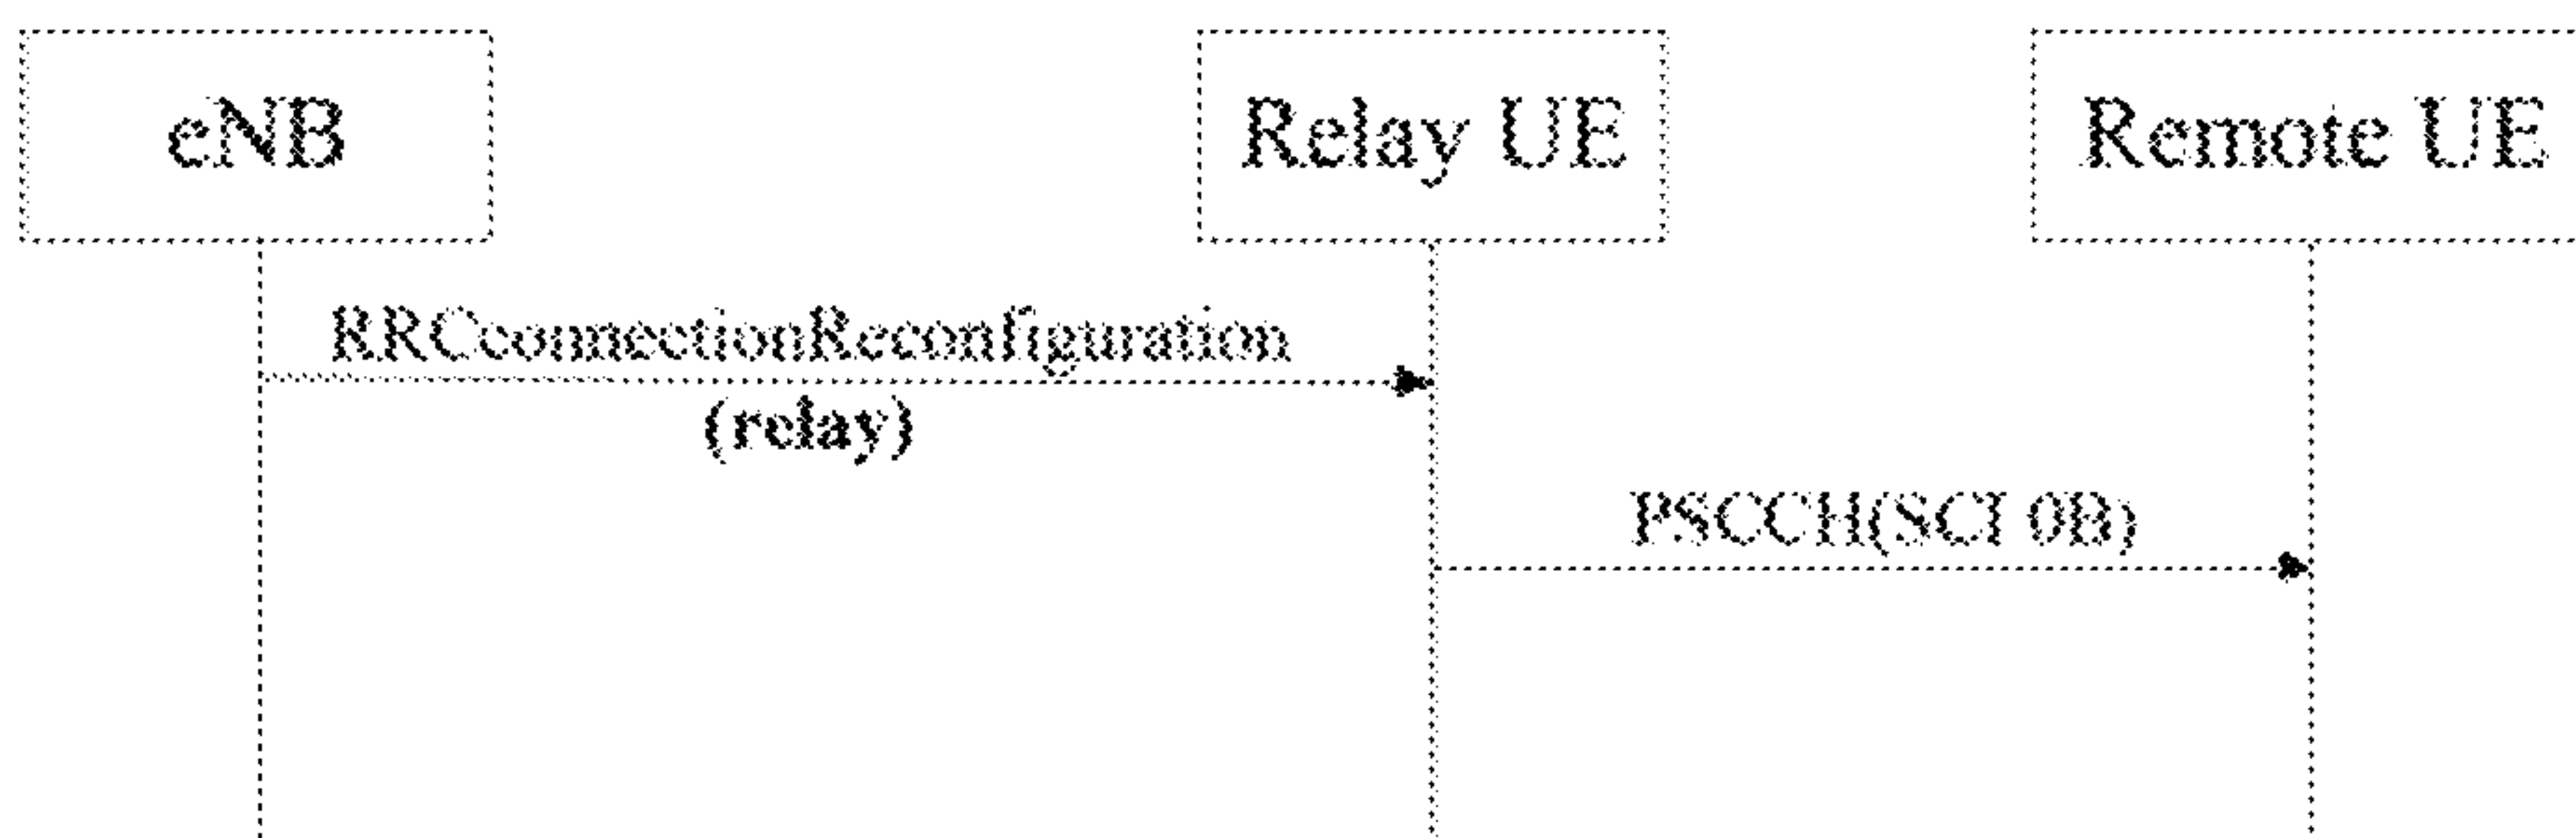 eNB
Relay UE
Remote UE
RRCconnectionReconfiguration
(relay)
PSCCH(SCI 0B)